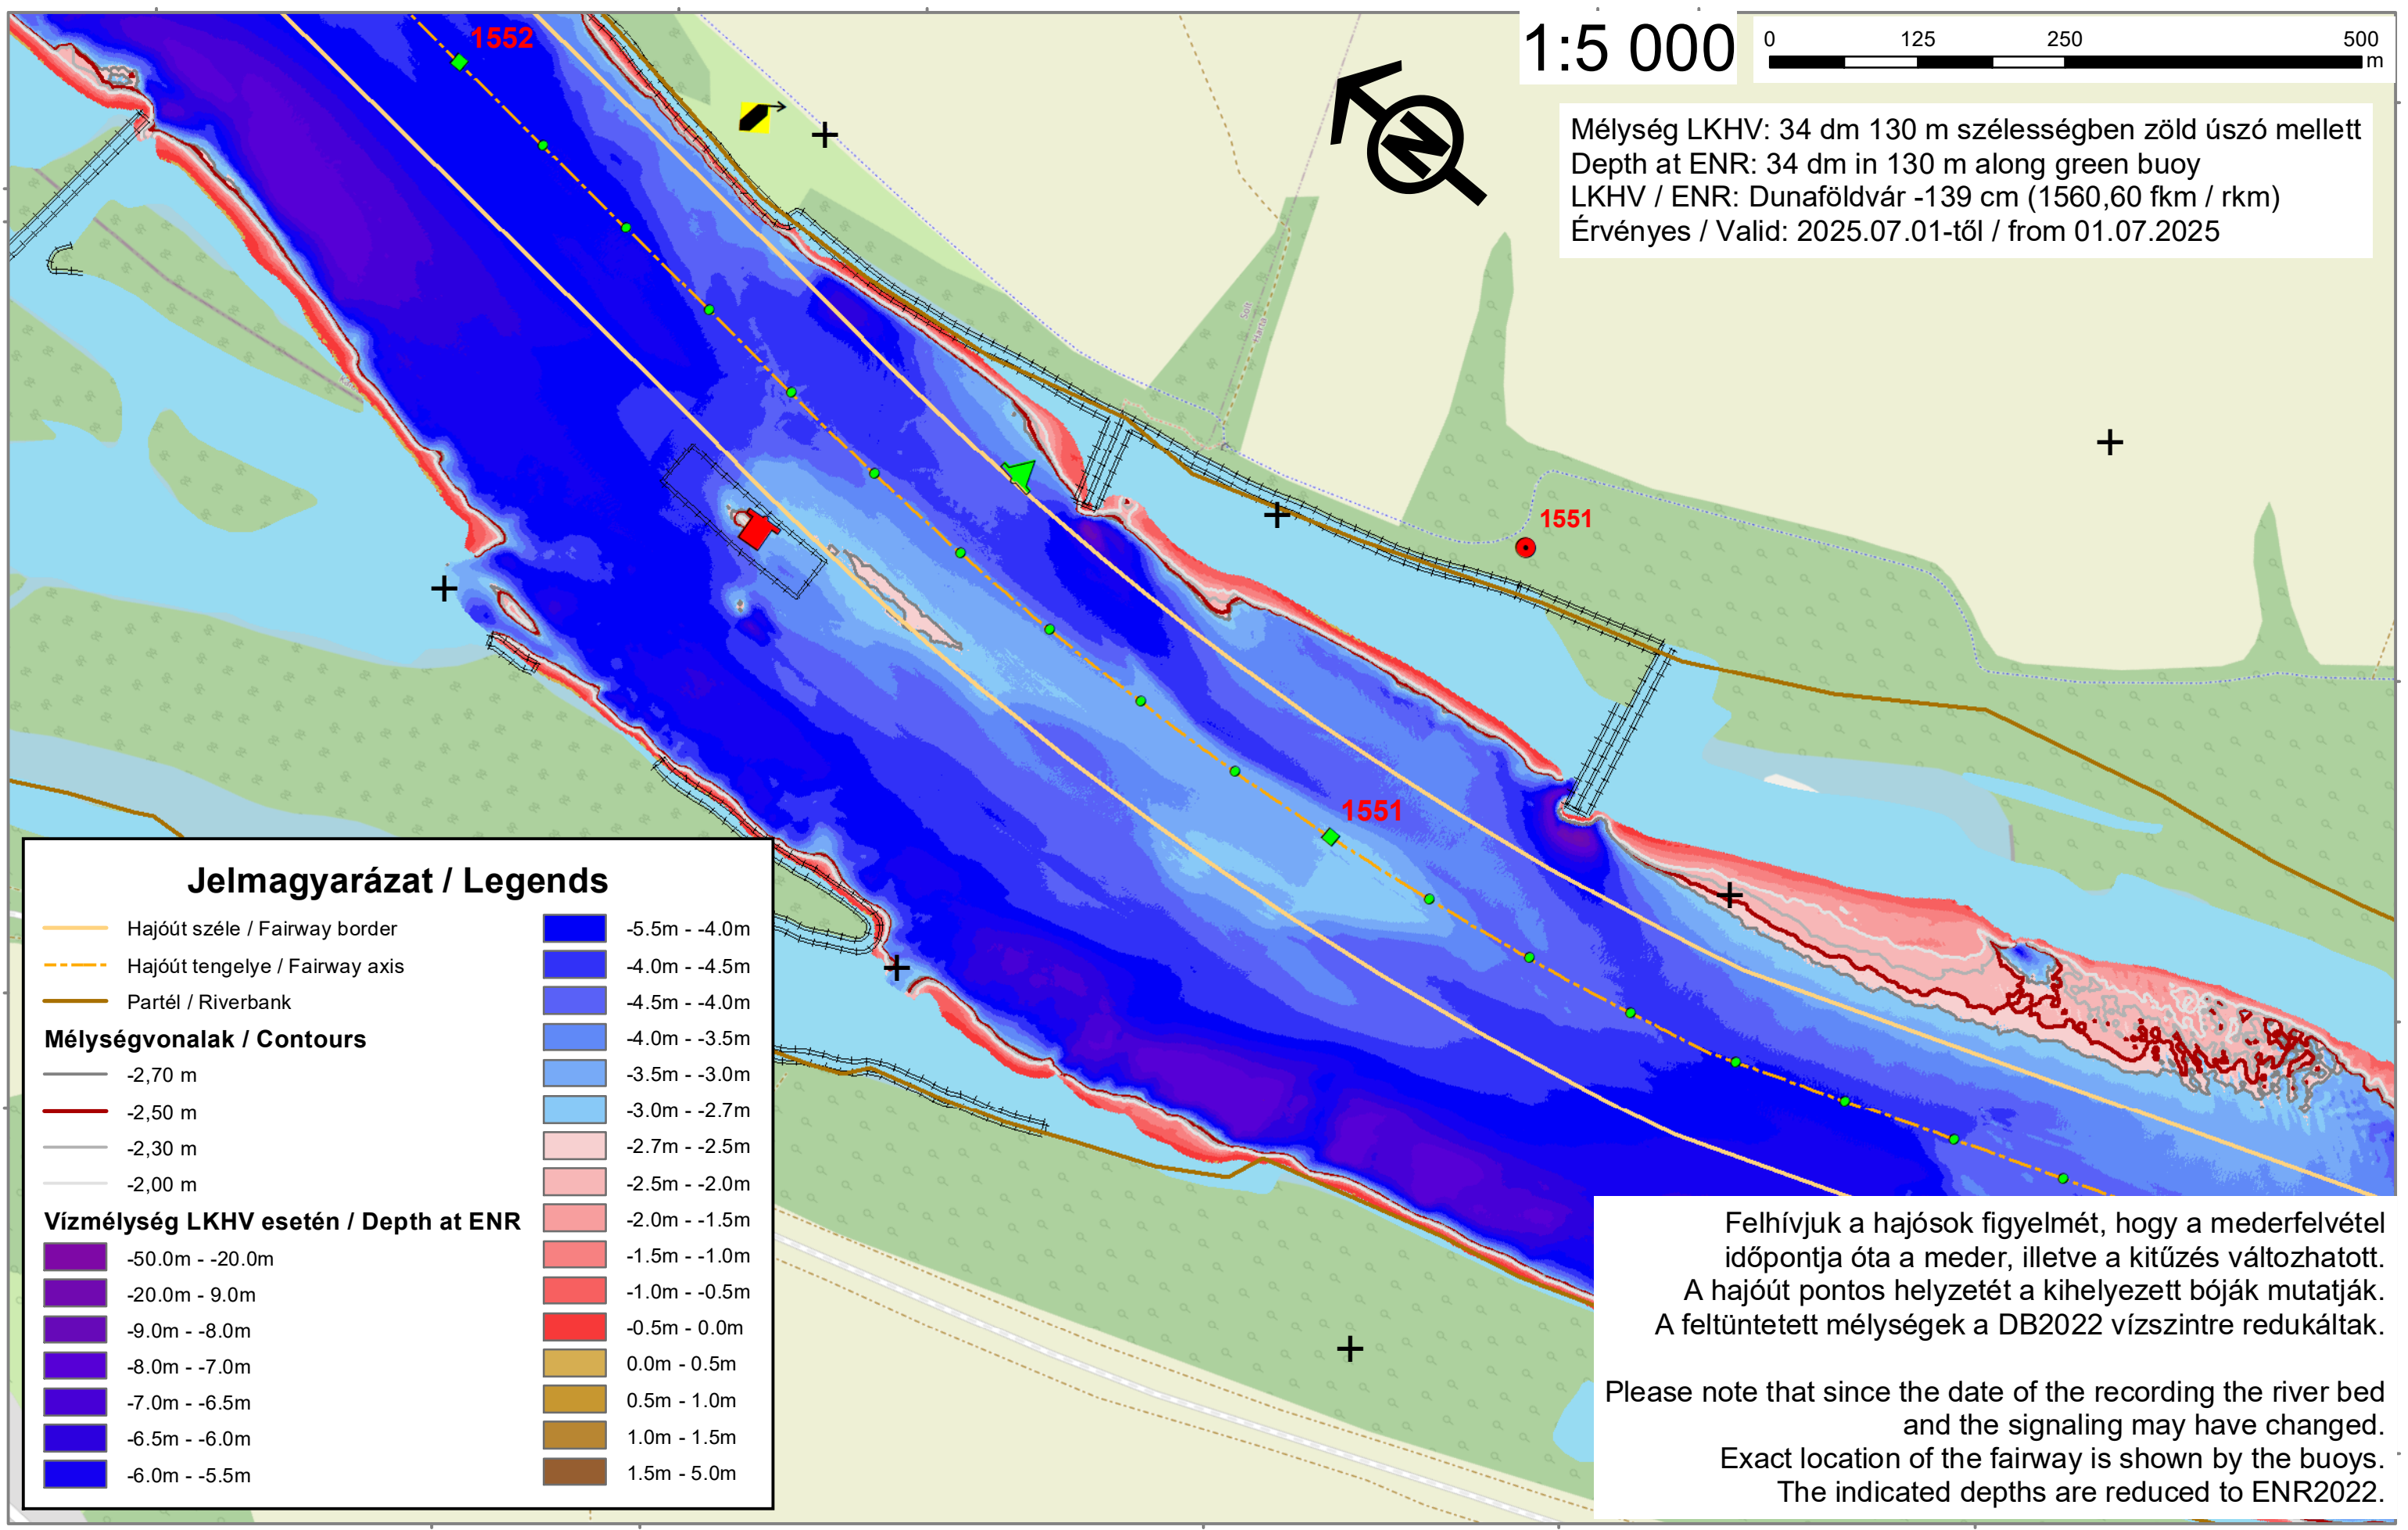 1552
1:5 000
0 125 250 500
m
Mélység LKHV: 34 dm 130 m szélességben zöld úszó mellett
Depth at ENR: 34 dm in 130 m along green buoy
LKHV / ENR: Dunaföldvár -139 cm (1560,60 fkm / rkm)
Érvényes / Valid: 2025.07.01-től / from 01.07.2025
N
Solt
Harta
1551
1551
Jelmagyarázat / Legends
Hajóút széle / Fairway border
Hajóút tengelye / Fairway axis
Partél / Riverbank
Mélységvonalak / Contours
-2,70 m
-2,50 m
-2,30 m
-2,00 m
Vízmélység LKHV esetén / Depth at ENR
-50.0m - -20.0m
-20.0m - 9.0m
-9.0m - -8.0m
-8.0m - -7.0m
-7.0m - -6.5m
-6.5m - -6.0m
-6.0m - -5.5m
-5.5m - -4.0m
-4.0m - -4.5m
-4.5m - -4.0m
-4.0m - -3.5m
-3.5m - -3.0m
-3.0m - -2.7m
-2.7m - -2.5m
-2.5m - -2.0m
-2.0m - -1.5m
-1.5m - -1.0m
-1.0m - -0.5m
-0.5m - 0.0m
0.0m - 0.5m
0.5m - 1.0m
1.0m - 1.5m
1.5m - 5.0m
Felhívjuk a hajósok figyelmét, hogy a mederfelvétel
időpontja óta a meder, illetve a kitűzés változhatott.
A hajóút pontos helyzetét a kihelyezett bóják mutatják.
A feltüntetett mélységek a DB2022 vízszintre redukáltak.
Please note that since the date of the recording the river bed
and the signaling may have changed.
Exact location of the fairway is shown by the buoys.
The indicated depths are reduced to ENR2022.